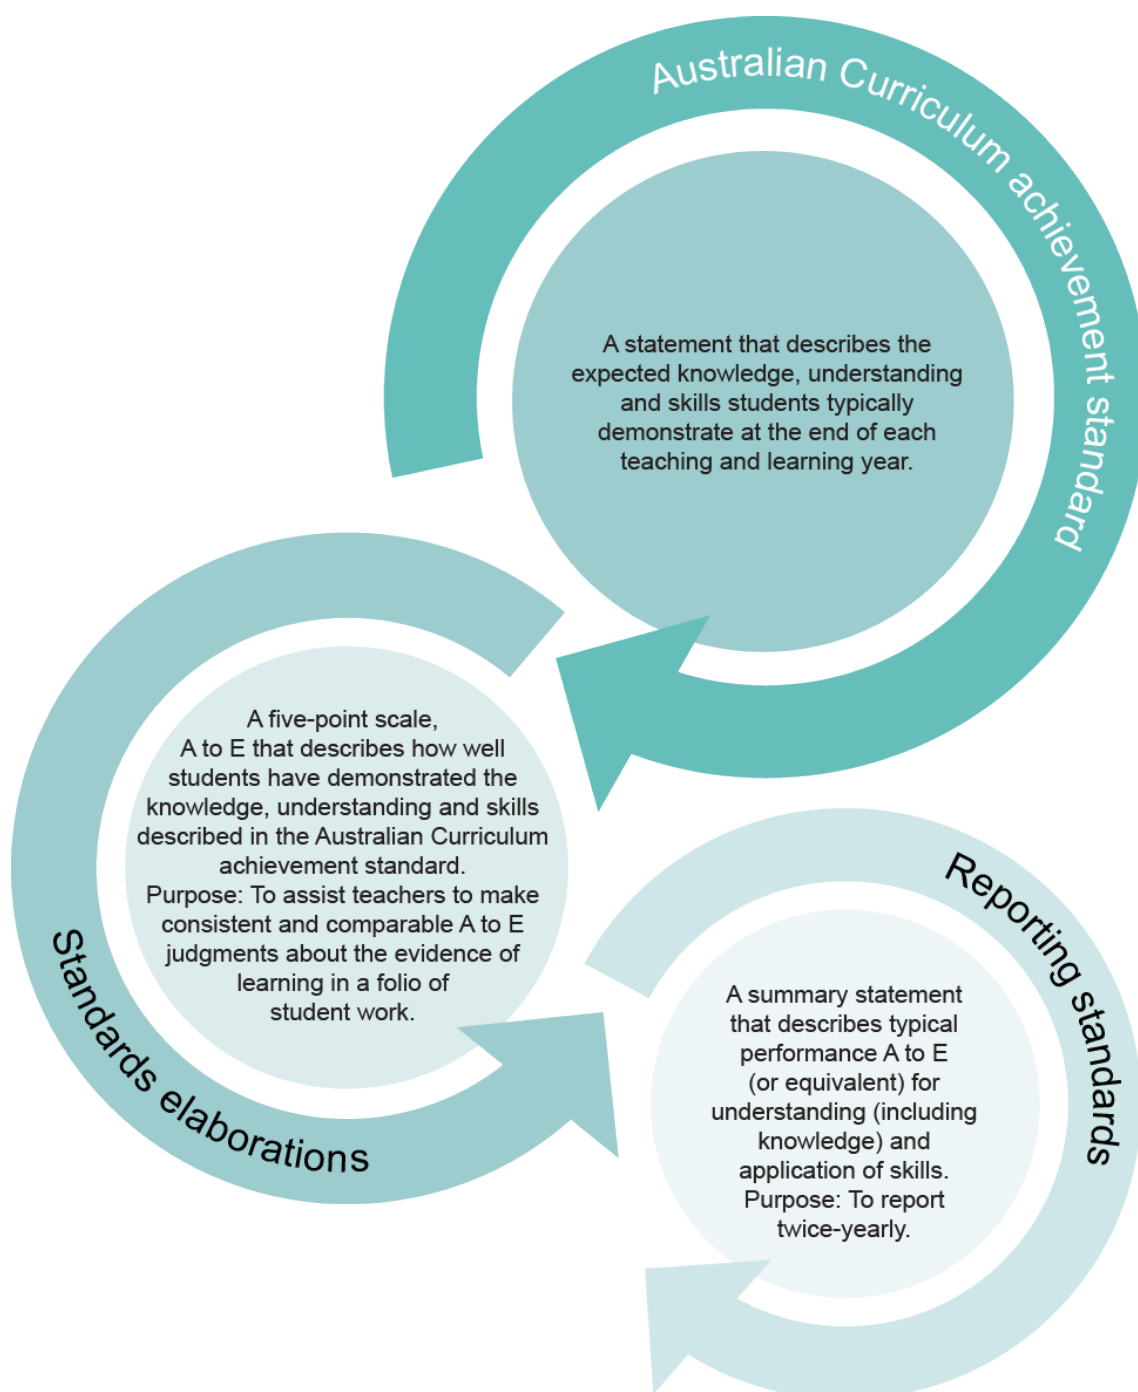 Australian Curriculum achievement standard
A statement that describes the
expected knowledge, understanding
and skills students typically
demonstrate at the end of each
teaching and learning year.
Standards elaborations
A five-point scale,
A to E that describes how well
students have demonstrated the
knowledge, understanding and skills
described in the Australian Curriculum
achievement standard.
Purpose: To assist teachers to make
consistent and comparable A to E
judgments about the evidence of
learning in a folio of
student work.
Reporting standards
A summary statement
that describes typical
performance A to E
(or equivalent) for
understanding (including
knowledge) and
application of skills.
Purpose: To report
twice-yearly.